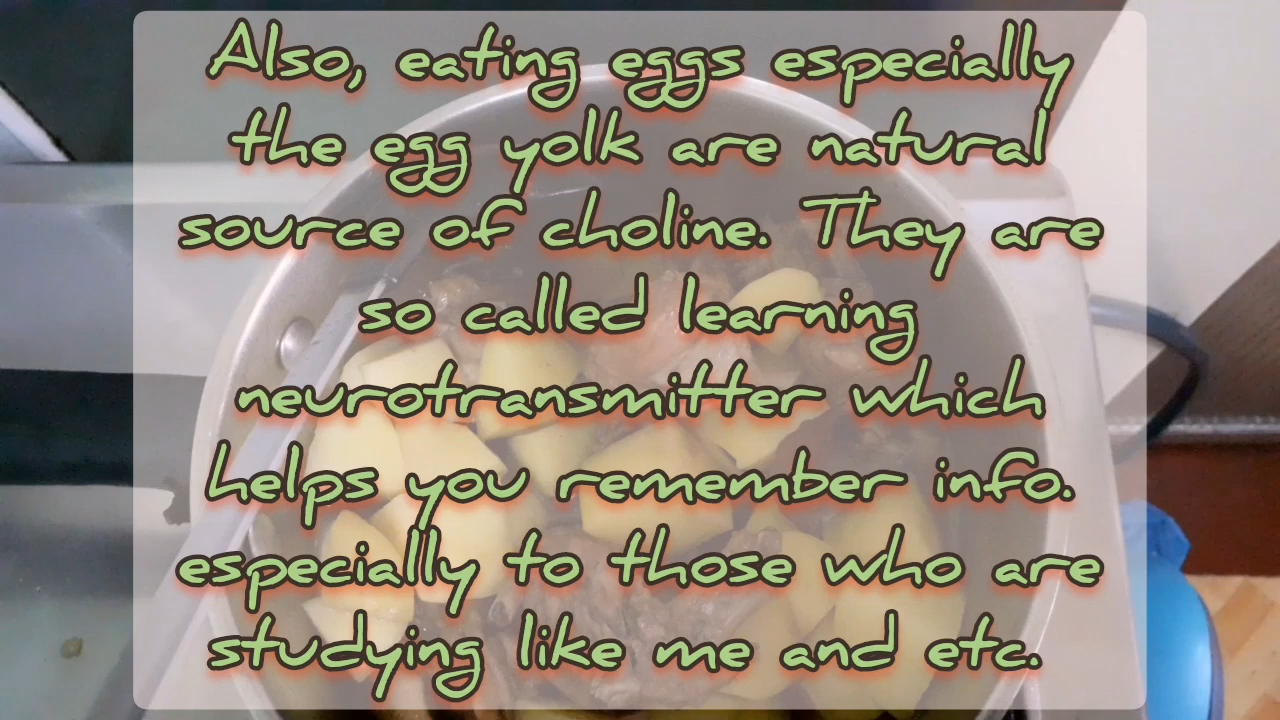 Also, eating eggs especially
the egg yolk are natural
source of choline. They are
so called learning
neurotransmitter which
helps you remember info.
especially to those who are
studying like me and etc.